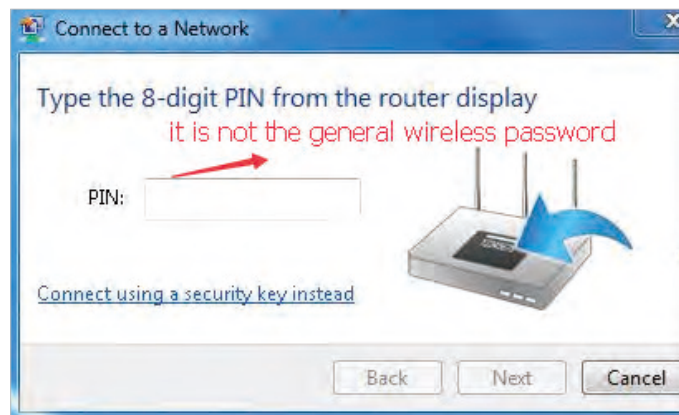 Connect to a Network
Type the 8-digit PIN from the router display
it is not the general wireless password
PIN:
Connect using a security key instead
Back
Next
Cancel